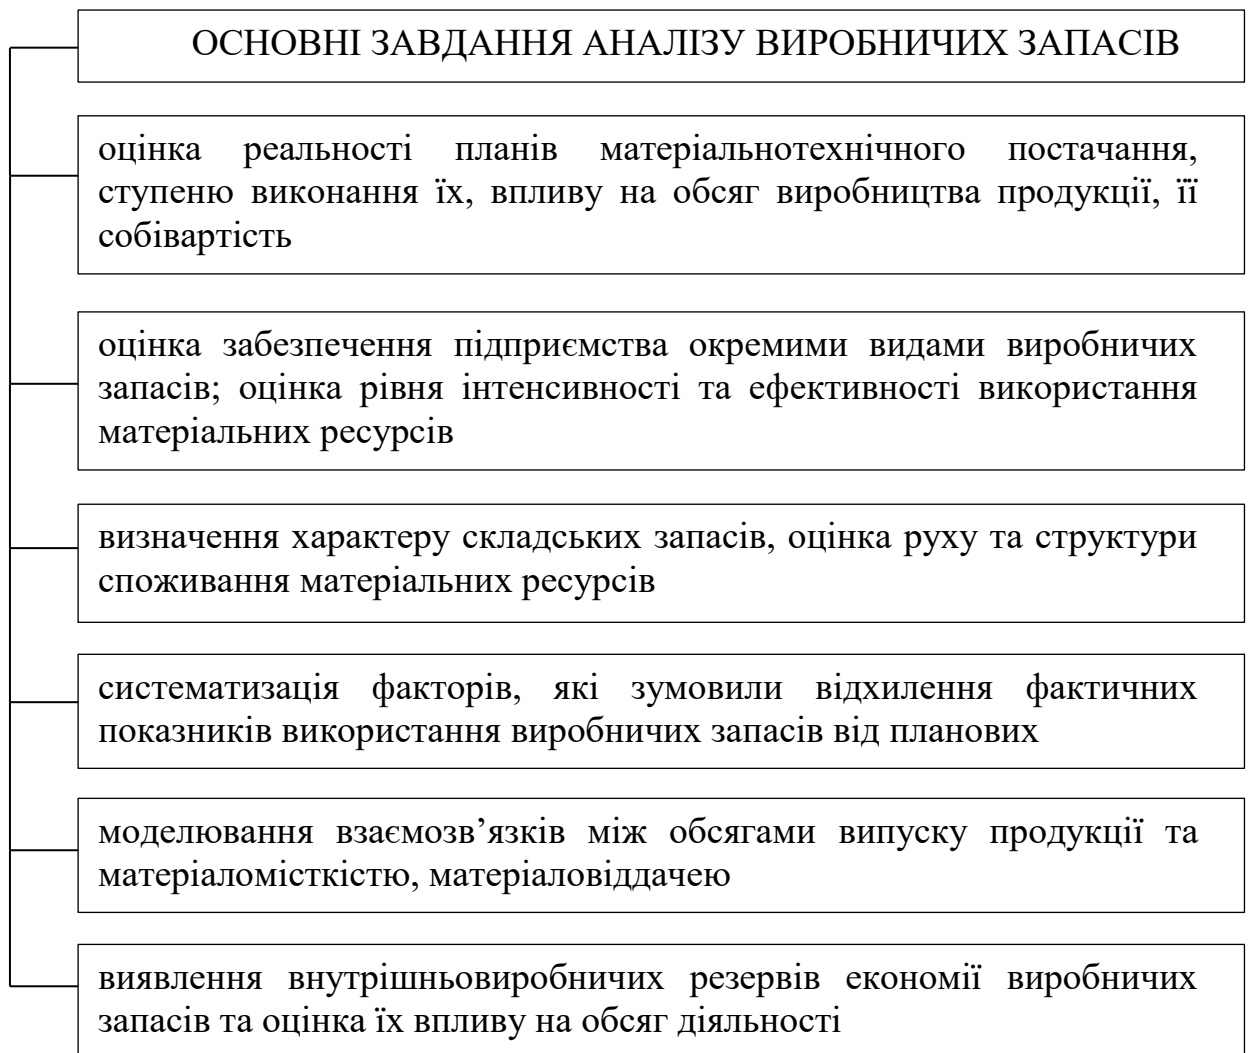 ОСНОВНІ ЗАВДАННЯ АНАЛІЗУ ВИРОБНИЧИХ ЗАПАСІВ
оцінка реальності планів матеріальнотехнічного постачання,
ступеню виконання їх, впливу на обсяг виробництва продукції, її
собівартість
оцінка забезпечення підприємства окремими видами виробничих
запасів; оцінка рівня інтенсивності та ефективності використання
матеріальних ресурсів
визначення характеру складських запасів, оцінка руху та структури
споживання матеріальних ресурсів
систематизація факторів, які зумовили відхилення фактичних
показників використання виробничих запасів від планових
моделювання взаємозв’язків між обсягами випуску продукції та
матеріаломісткістю, матеріаловіддачею
виявлення внутрішньовиробничих резервів економії виробничих
запасів та оцінка їх впливу на обсяг діяльності